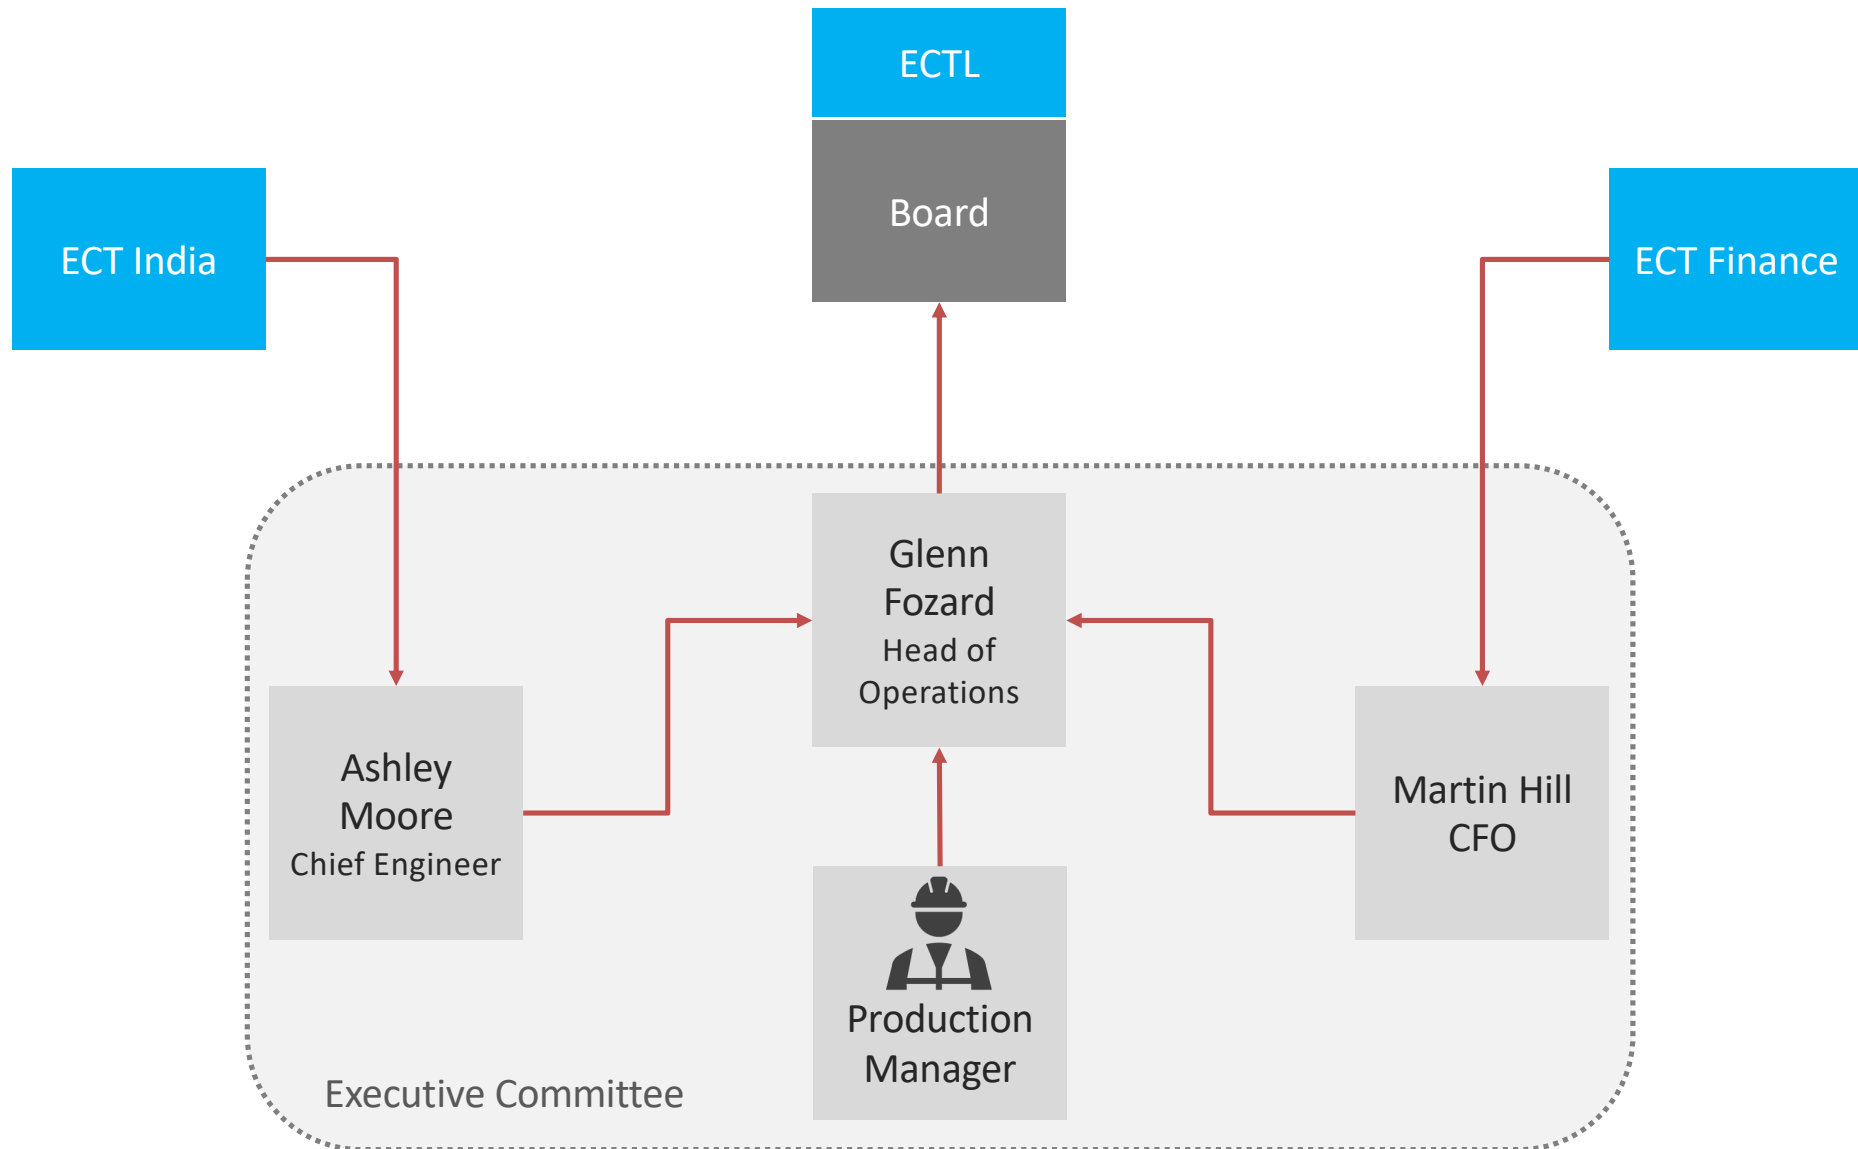 ECTL
Board
ECT India
ECT Finance
Glenn
Fozard
Head of
Operations
Ashley
Moore
Chief Engineer
Martin Hill
CFO
Production
Manager
Executive Committee